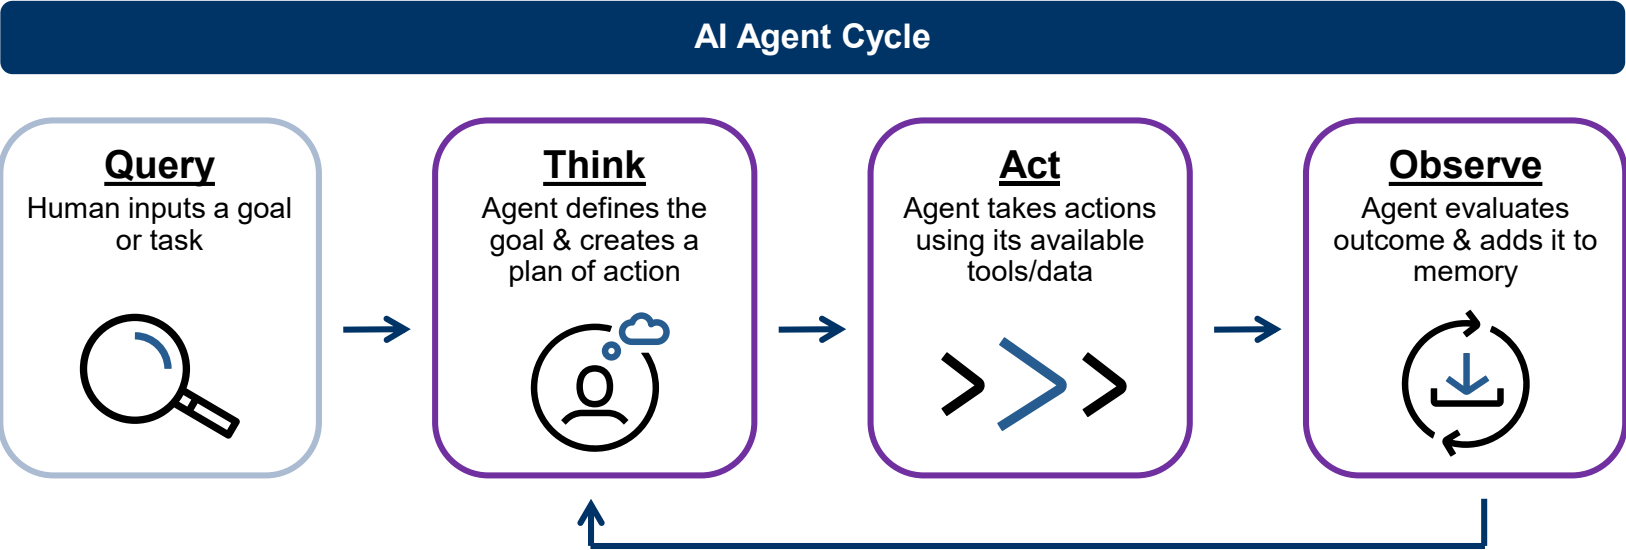 AI Agent Cycle
Query
Human inputs a goal
or task
Think
Agent defines the
goal & creates a
plan of action
Act
Agent takes actions
using its available
tools/data
Observe
Agent evaluates
outcome & adds it to
memory